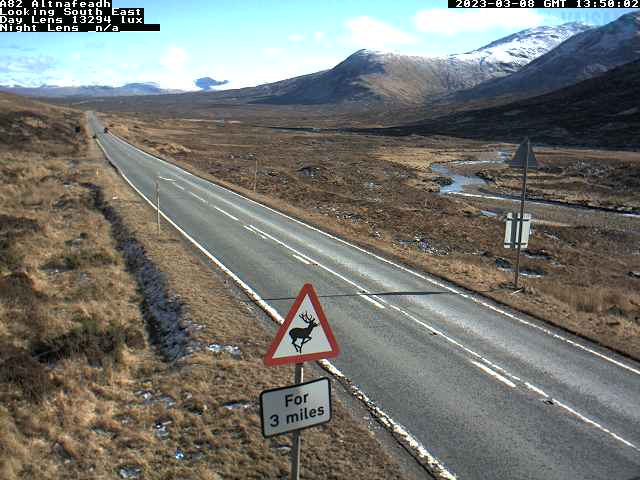 A82 Altnafeadh
Looking South East
Day Lens 13294 lux
Night Lens n/a
2023-03-08 GMT 13:50:02
For
3 miles